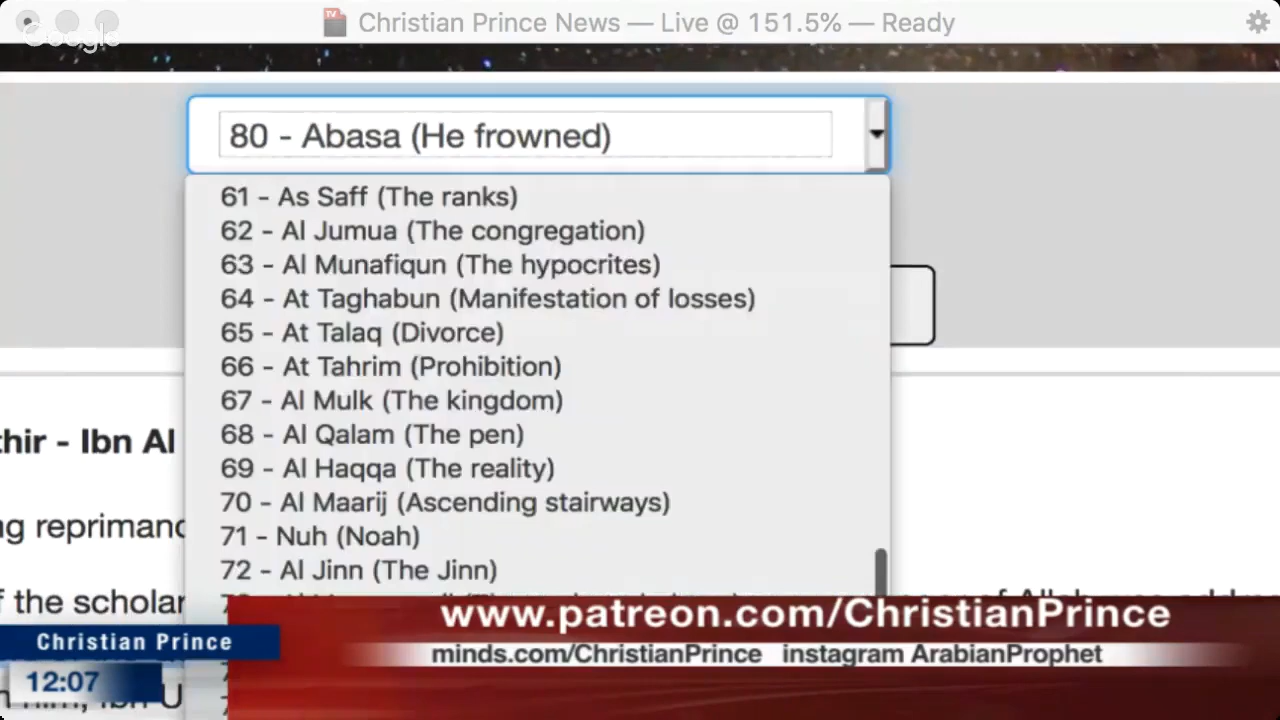 Christian Prince News — Live @ 151.5% — Ready
Google
80 - Abasa (He frowned)
61 - As Saff (The ranks)
62 - Al Jumua (The congregation)
63 - Al Munafiqun (The hypocrites)
64 - At Taghabun (Manifestation of losses)
65 - At Talaq (Divorce)
66 - At Tahrim (Prohibition)
67 - Al Mulk (The kingdom)
thir - Ibn Al
68 - Al Qalam (The pen)
69 - Al Haqqa (The reality)
70 - Al Maarij (Ascending stairways)
ng reprimand
71 - Nuh (Noah)
72 - Al Jinn (The Jinn)
f the scholar
www.patreon.com/ChristianPrince
Christian Prince
minds.com/ChristianPrince instagram ArabianProphet
12:07